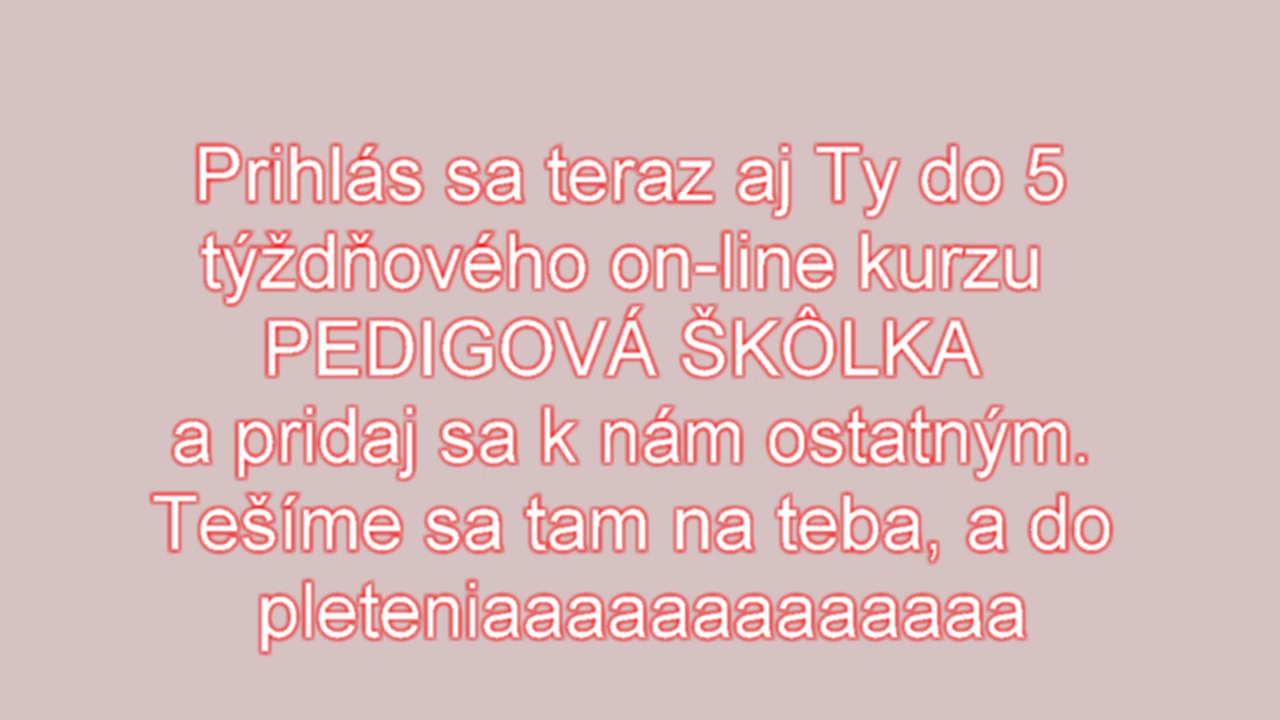 Prihlás sa teraz aj Ty do 5
týždňového on-line kurzu
PEDIGOVÁ ŠKÔLKA
a pridaj sa k nám ostatným.
Tešíme sa tam na teba, a do
pleteniaaaaaaaaaaaaa